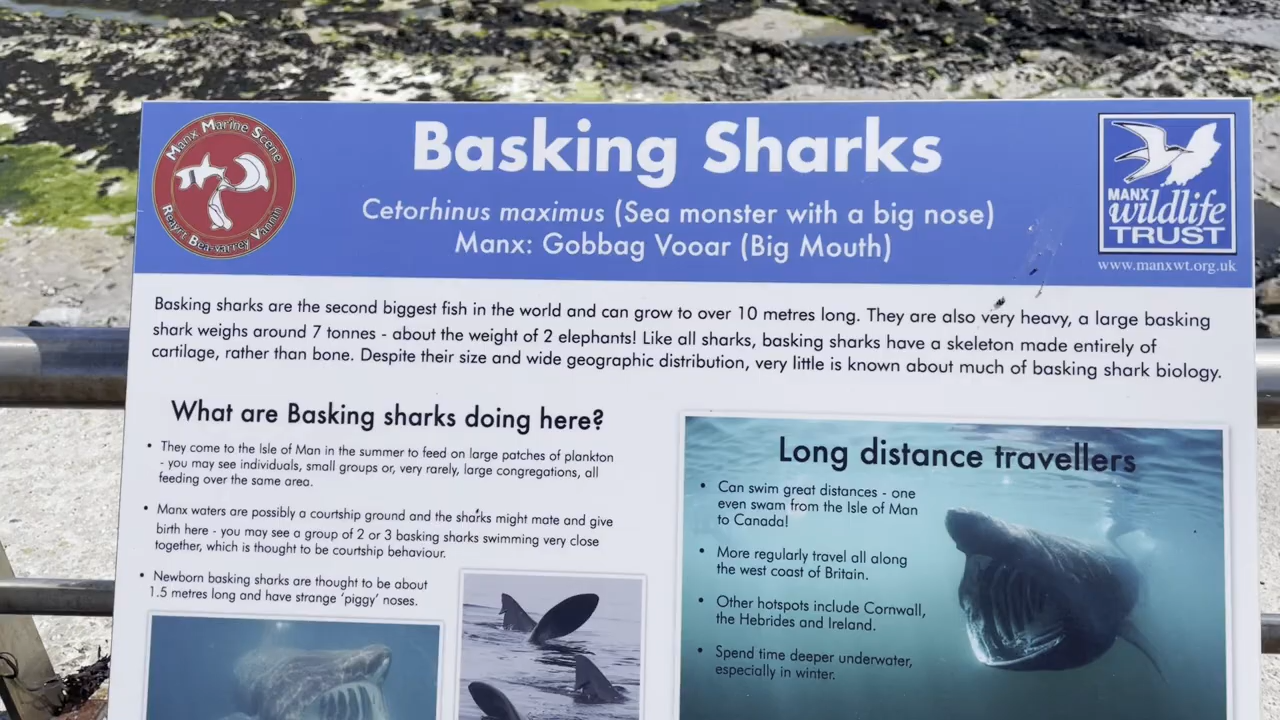 Manx Marine Scene
Reayrt Bea-varrey Vannin
Basking Sharks
Cetorhinus maximus (Sea monster with a big nose)
Manx: Gobbag Vooar (Big Mouth)
MANX
wildlife
TRUST
www.manxwt.org.uk
Basking sharks are the second biggest fish in the world and can grow to over 10 metres long. They are also very heavy, a large basking
shark weighs around 7 tonnes - about the weight of 2 elephants! Like all sharks, basking sharks have a skeleton made entirely of
cartilage, rather than bone. Despite their size and wide geographic distribution, very little is known about much of basking shark biology.
What are Basking sharks doing here?
• They come to the Isle of Man in the summer to feed on large patches of plankton
- you may see individuals, small groups or, very rarely, large congregations, all
feeding over the same area.
• Manx waters are possibly a courtship ground and the sharks might mate and give
birth here - you may see a group of 2 or 3 basking sharks swimming very close
together, which is thought to be courtship behaviour.
• Newborn basking sharks are thought to be about
1.5 metres long and have strange 'piggy' noses.
Long distance travellers
• Can swim great distances - one
even swam from the Isle of Man
to Canada!
• More regularly travel all along
the west coast of Britain.
• Other hotspots include Cornwall,
the Hebrides and Ireland.
• Spend time deeper underwater,
especially in winter.